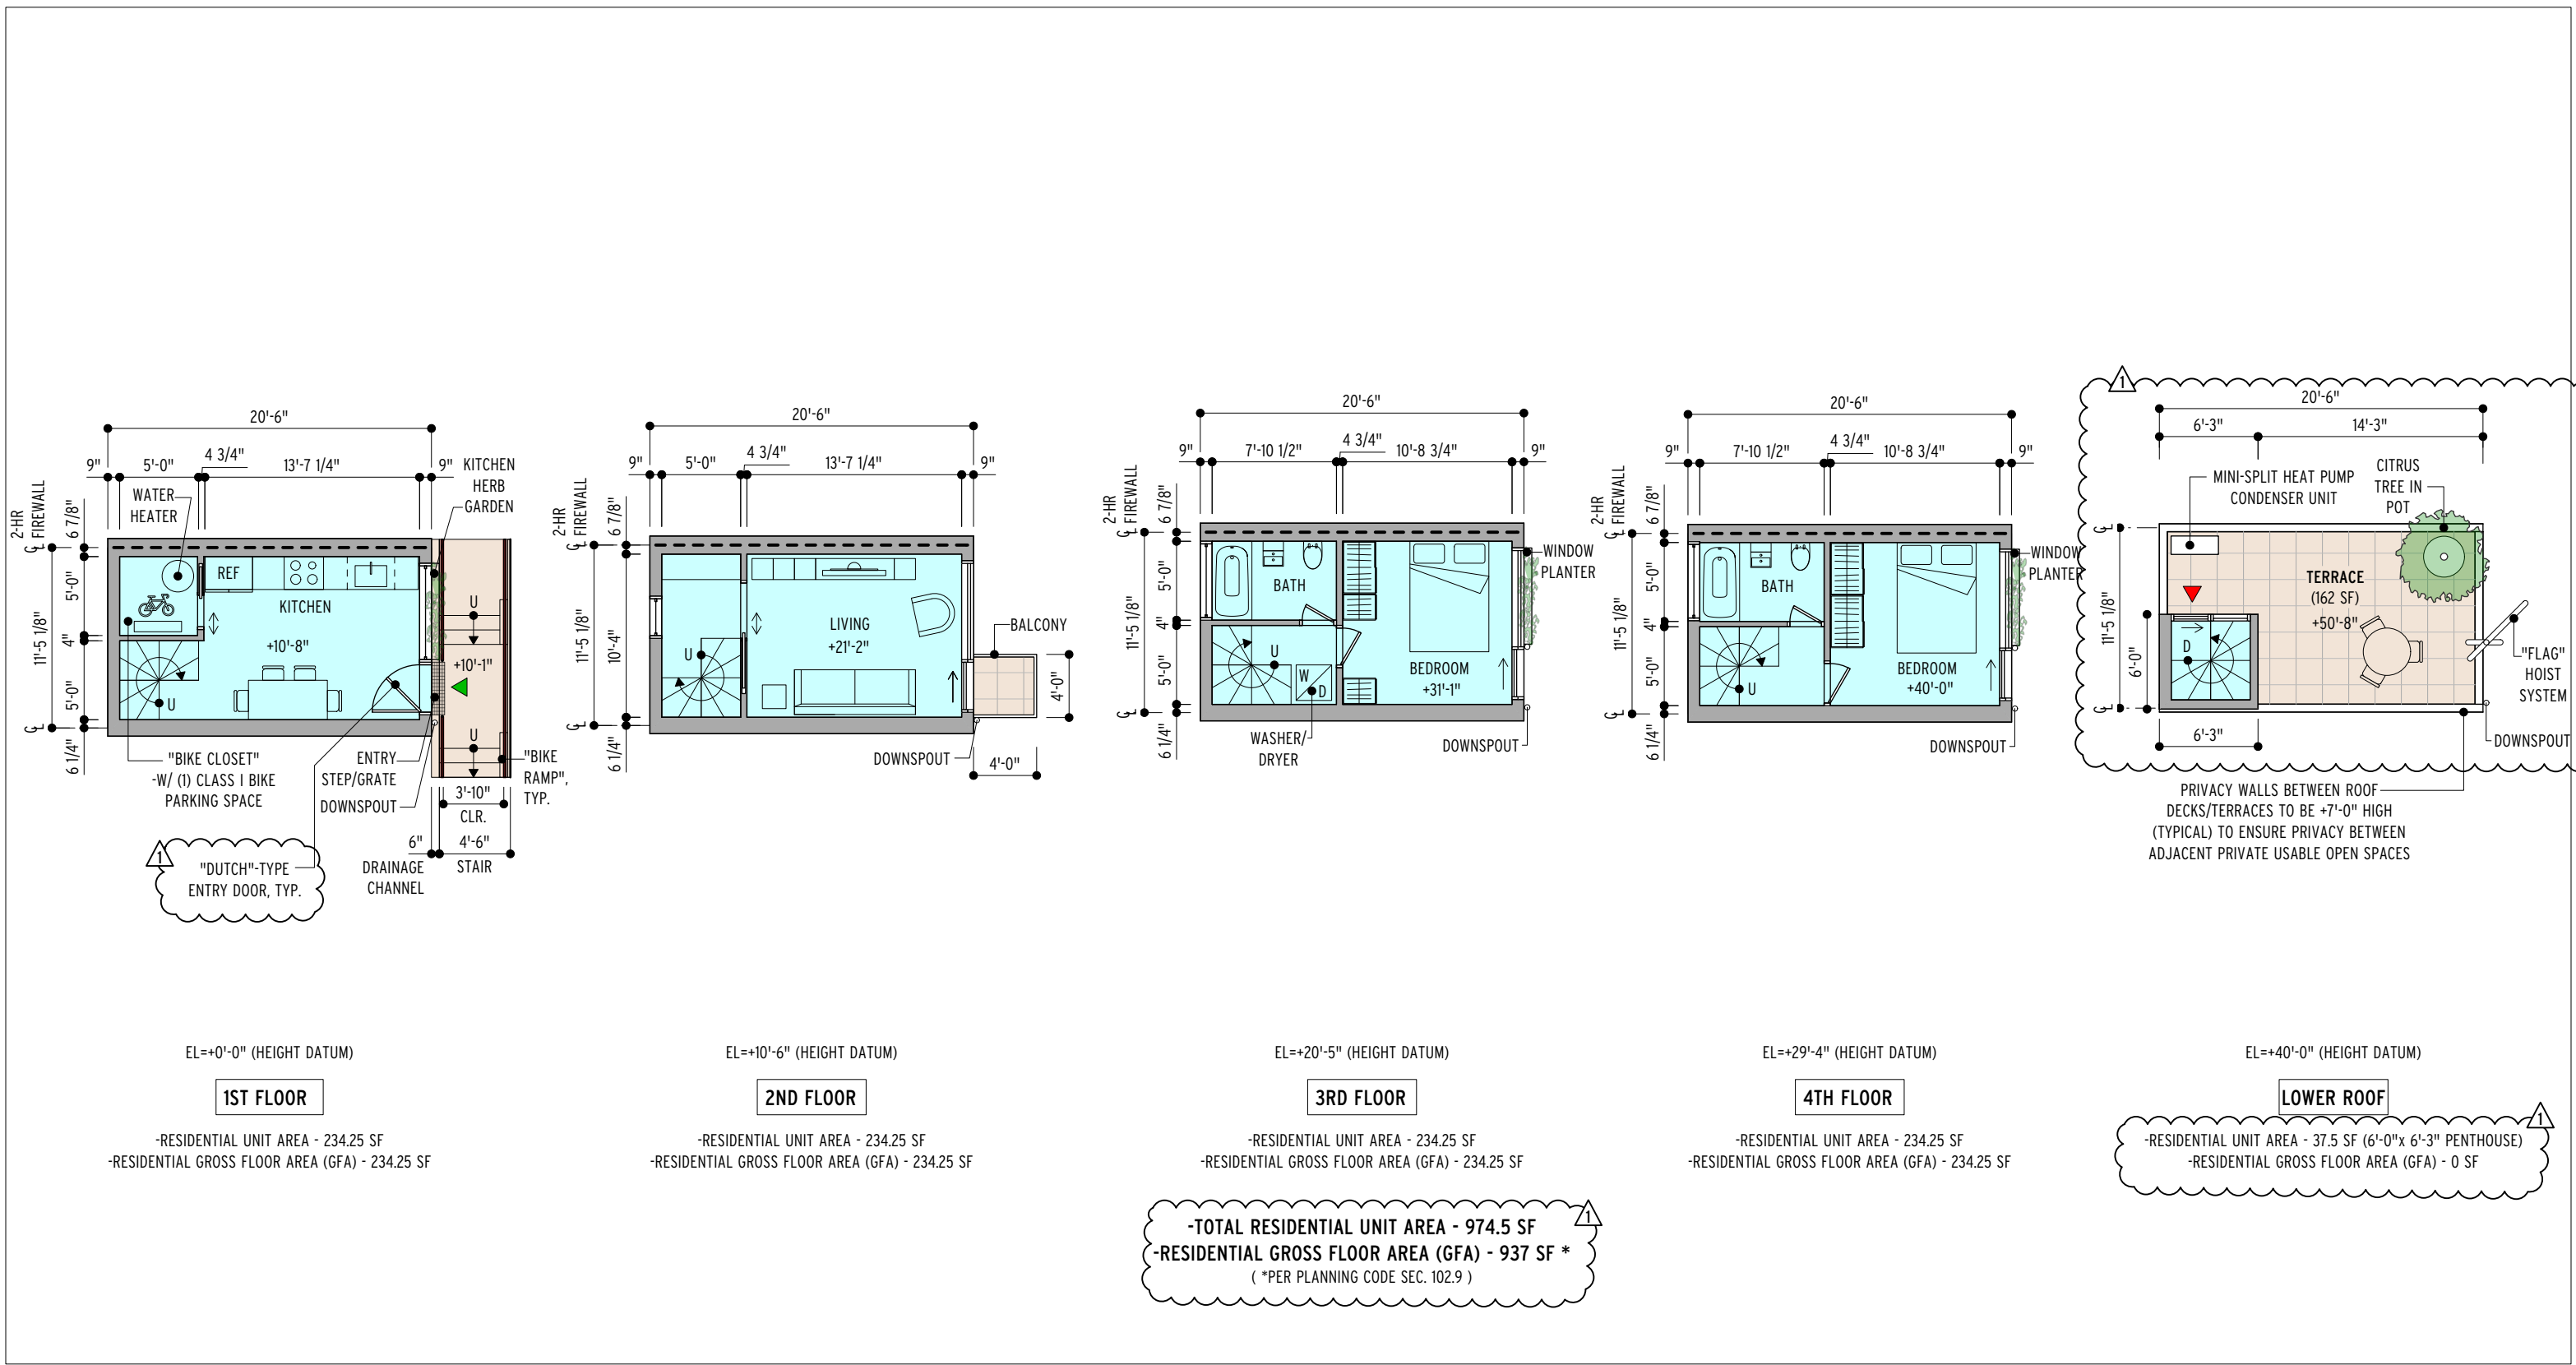 20'-6"
9"
5'-0"
4 3/4"
13'-7 1/4"
9"
2-HR
FIREWALL
6 7/8"
5'-0"
4"
5'-0"
6 1/4"
11'-5 1/8"
WATER
HEATER
KITCHEN
HERB
GARDEN
REF
KITCHEN
+10'-8"
U
U
+10'-1"
U
"BIKE CLOSET"
-W/ (1) CLASS I BIKE
PARKING SPACE
ENTRY
STEP/GRATE
DOWNSPOUT
"BIKE
RAMP",
TYP.
3'-10"
CLR.
6"
4'-6"
DRAINAGE
CHANNEL
STAIR
1
"DUTCH"-TYPE
ENTRY DOOR, TYP.
EL=+0'-0" (HEIGHT DATUM)
1ST FLOOR
-RESIDENTIAL UNIT AREA - 234.25 SF
-RESIDENTIAL GROSS FLOOR AREA (GFA) - 234.25 SF
20'-6"
9"
5'-0"
4 3/4"
13'-7 1/4"
9"
2-HR
FIREWALL
6 7/8"
10'-4"
6 1/4"
11'-5 1/8"
LIVING
+21'-2"
U
BALCONY
4'-0"
DOWNSPOUT
4'-0"
EL=+10'-6" (HEIGHT DATUM)
2ND FLOOR
-RESIDENTIAL UNIT AREA - 234.25 SF
-RESIDENTIAL GROSS FLOOR AREA (GFA) - 234.25 SF
20'-6"
9"
7'-10 1/2"
4 3/4"
10'-8 3/4"
9"
2-HR
FIREWALL
6 7/8"
5'-0"
4"
5'-0"
6 1/4"
11'-5 1/8"
BATH
U
W
D
BEDROOM
+31'-1"
WINDOW
PLANTER
WASHER/
DRYER
DOWNSPOUT
EL=+20'-5" (HEIGHT DATUM)
3RD FLOOR
-RESIDENTIAL UNIT AREA - 234.25 SF
-RESIDENTIAL GROSS FLOOR AREA (GFA) - 234.25 SF
1
-TOTAL RESIDENTIAL UNIT AREA - 974.5 SF
-RESIDENTIAL GROSS FLOOR AREA (GFA) - 937 SF *
( *PER PLANNING CODE SEC. 102.9 )
20'-6"
9"
7'-10 1/2"
4 3/4"
10'-8 3/4"
9"
2-HR
FIREWALL
6 7/8"
5'-0"
4"
5'-0"
6 1/4"
11'-5 1/8"
BATH
U
BEDROOM
+40'-0"
WINDOW
PLANTER
DOWNSPOUT
EL=+29'-4" (HEIGHT DATUM)
4TH FLOOR
-RESIDENTIAL UNIT AREA - 234.25 SF
-RESIDENTIAL GROSS FLOOR AREA (GFA) - 234.25 SF
1
20'-6"
6'-3"
14'-3"
MINI-SPLIT HEAT PUMP
CONDENSER UNIT
CITRUS
TREE IN
POT
11'-5 1/8"
6'-0"
TERRACE
(162 SF)
+50'-8"
D
"FLAG"
HOIST
SYSTEM
6'-3"
DOWNSPOUT
PRIVACY WALLS BETWEEN ROOF
DECKS/TERRACES TO BE +7'-0" HIGH
(TYPICAL) TO ENSURE PRIVACY BETWEEN
ADJACENT PRIVATE USABLE OPEN SPACES
EL=+40'-0" (HEIGHT DATUM)
LOWER ROOF
1
-RESIDENTIAL UNIT AREA - 37.5 SF (6'-0"x 6'-3" PENTHOUSE)
-RESIDENTIAL GROSS FLOOR AREA (GFA) - 0 SF